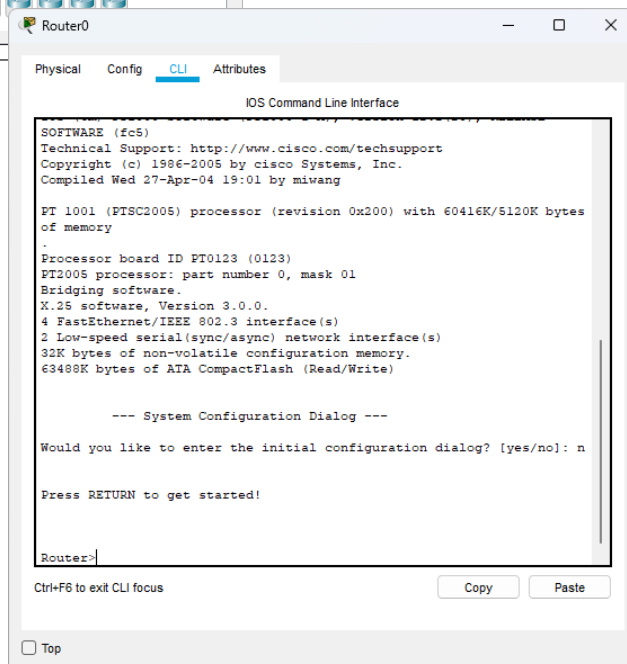 Router0
Physical Config CLI Attributes
IOS Command Line Interface
SOFTWARE (fc5)
Technical Support: http://www.cisco.com/techsupport
Copyright (c) 1986-2005 by cisco Systems, Inc.
Compiled Wed 27-Apr-04 19:01 by miwang
PT 1001 (PTSC2005) processor (revision 0x200) with 60416K/5120K bytes
of memory
.
Processor board ID PT0123 (0123)
PT2005 processor: part number 0, mask 01
Bridging software.
X.25 software, Version 3.0.0.
4 FastEthernet/IEEE 802.3 interface(s)
2 Low-speed serial(sync/async) network interface(s)
32K bytes of non-volatile configuration memory.
63488K bytes of ATA CompactFlash (Read/Write)
--- System Configuration Dialog ---
Would you like to enter the initial configuration dialog? [yes/no]: n
Press RETURN to get started!
Router>
Ctrl+F6 to exit CLI focus
Copy Paste
Top